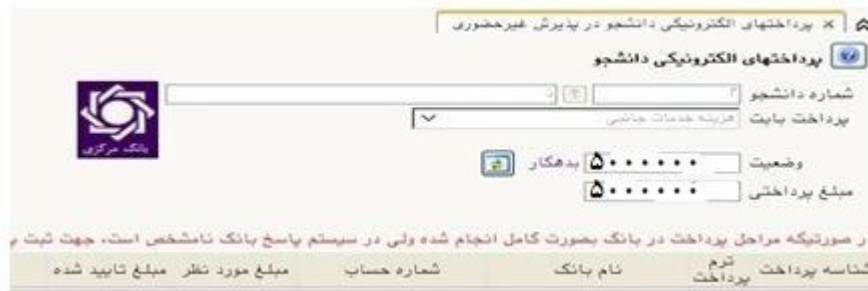 × پرداختهای الکترونیکی دانشجو در پذیرش غیرحضوری
پرداختهای الکترونیکی دانشجو
شماره دانشجو
پرداخت بابت هزینه خدمات جانبی
بانک مرکزی
وضعیت ۵۰۰۰۰۰۰ بدهکار
مبلغ پرداختی ۵۰۰۰۰۰۰
صورتیکه مراحل پرداخت در بانک بصورت کامل انجام شده ولی در سیستم پاسخ بانک نامشخص است، جهت ثبت
شناسه پرداخت ترم پرداخت نام بانک شماره حساب مبلغ مورد نظر مبلغ تایید شده